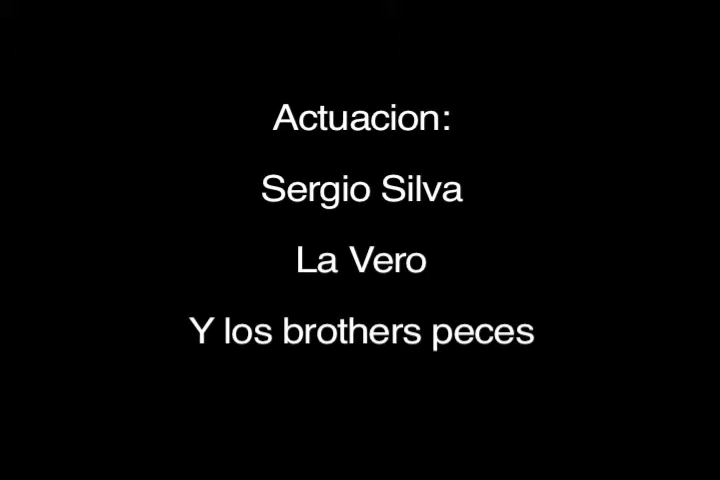 Actuacion:
Sergio Silva
La Vero
Y los brothers peces